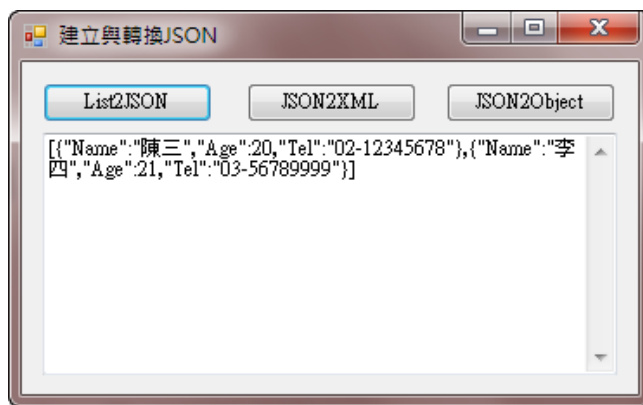 建立與轉換JSON
List2JSON JSON2XML JSON2Object
[{"Name":"陳三","Age":20,"Tel":"02-12345678"},{"Name":"李
四","Age":21,"Tel":"03-56789999"}]